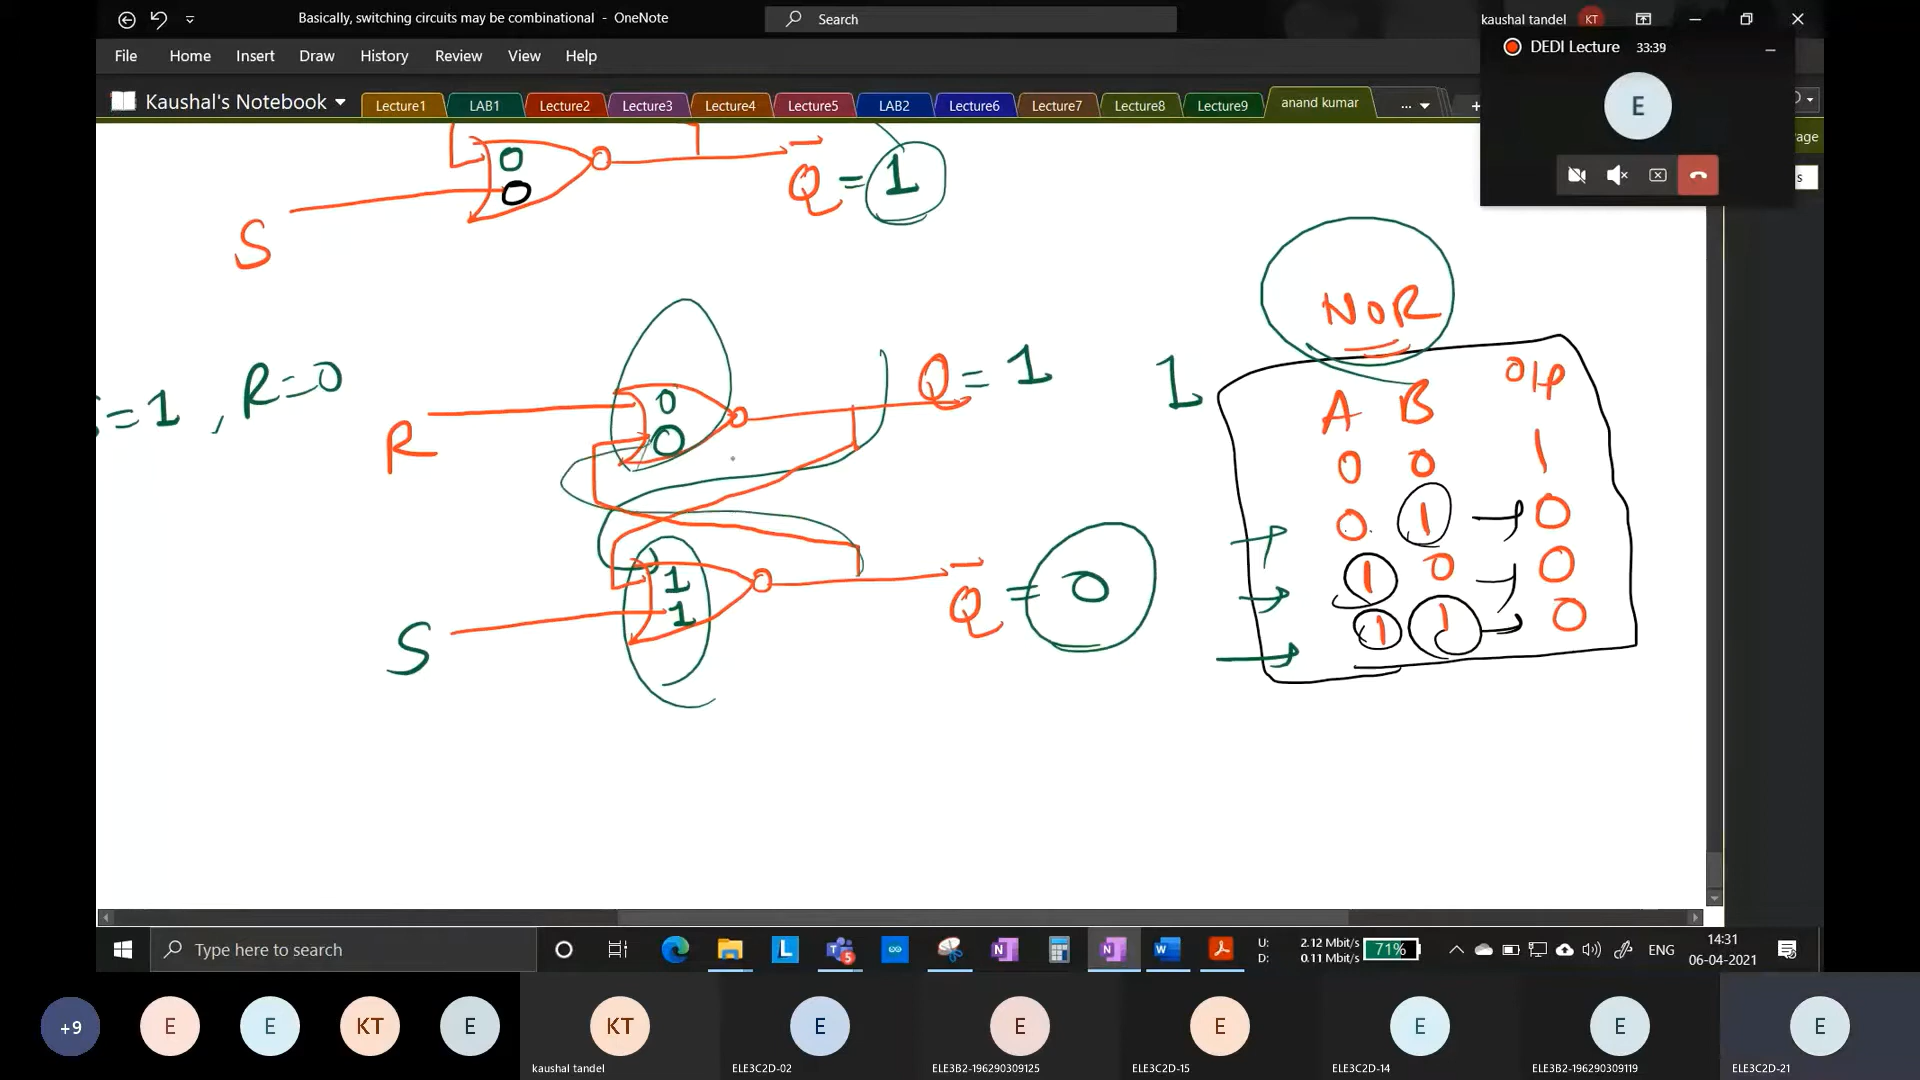 Basically, switching circuits may be combinational - OneNote
Search
kaushal tandel KT
File Home Insert Draw History Review View Help
DEDI Lecture 33:39
E
Kaushal's Notebook
Lecture1 LAB1 Lecture2 Lecture3 Lecture4 Lecture5 LAB2 Lecture6 Lecture7 Lecture8 Lecture9 anand kumar ... +
age
s
0
0
S
Q = 1
NOR
=1 , R=0
R
0
0
Q = 1
1
A B O/P
0 0 1
0 1 → 0
1 0 → 0
1 1 → 0
1
1
S
Q = 0
Type here to search
5
U: 2.12 Mbit/s
D: 0.11 Mbit/s
71%
ENG
14:31
06-04-2021
+9 E E KT E KT E E E E E E
kaushal tandel ELE3C2D-02 ELE3B2-196290309125 ELE3C2D-15 ELE3C2D-14 ELE3B2-196290309119 ELE3C2D-21